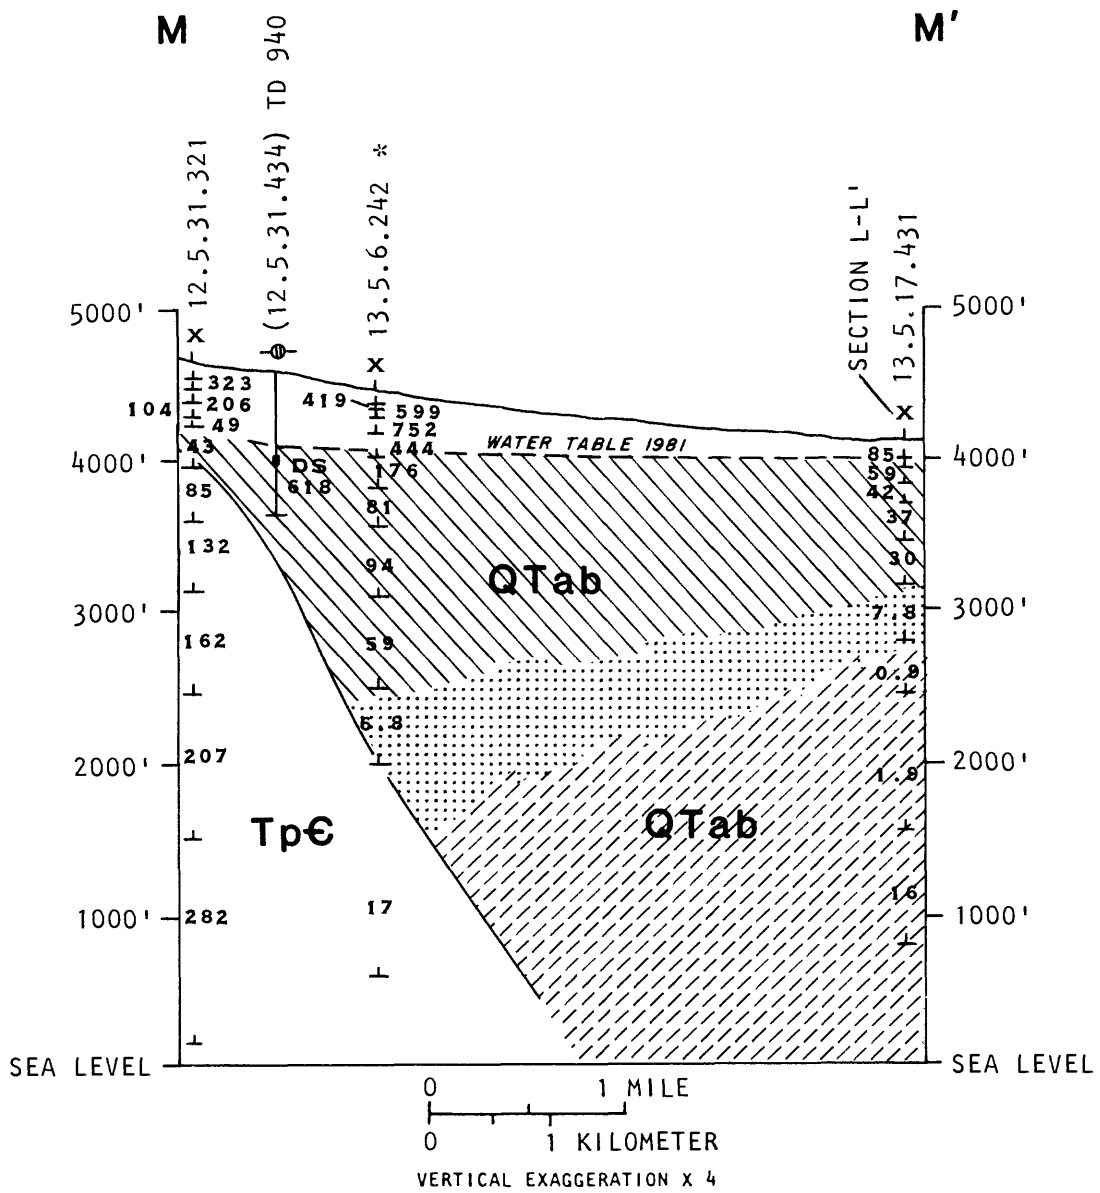 M
M'
12.5.31.321
(12.5.31.434) TD 940
13.5.6.242 *
SECTION L-L'
13.5.17.431
X
X
X
5000'
5000'
323
104
206
49
43
419
599
752
444
WATER TABLE 1981
4000'
DS
618
176
85
4000'
59
42
85
81
37
132
94
QTab
30
3000'
7.8
3000'
162
59
0.9
6.8
207
2000'
1.9
2000'
TpЄ
QTab
1000'
282
17
16
1000'
SEA LEVEL
SEA LEVEL
0 1 MILE
0 1 KILOMETER
VERTICAL EXAGGERATION X 4